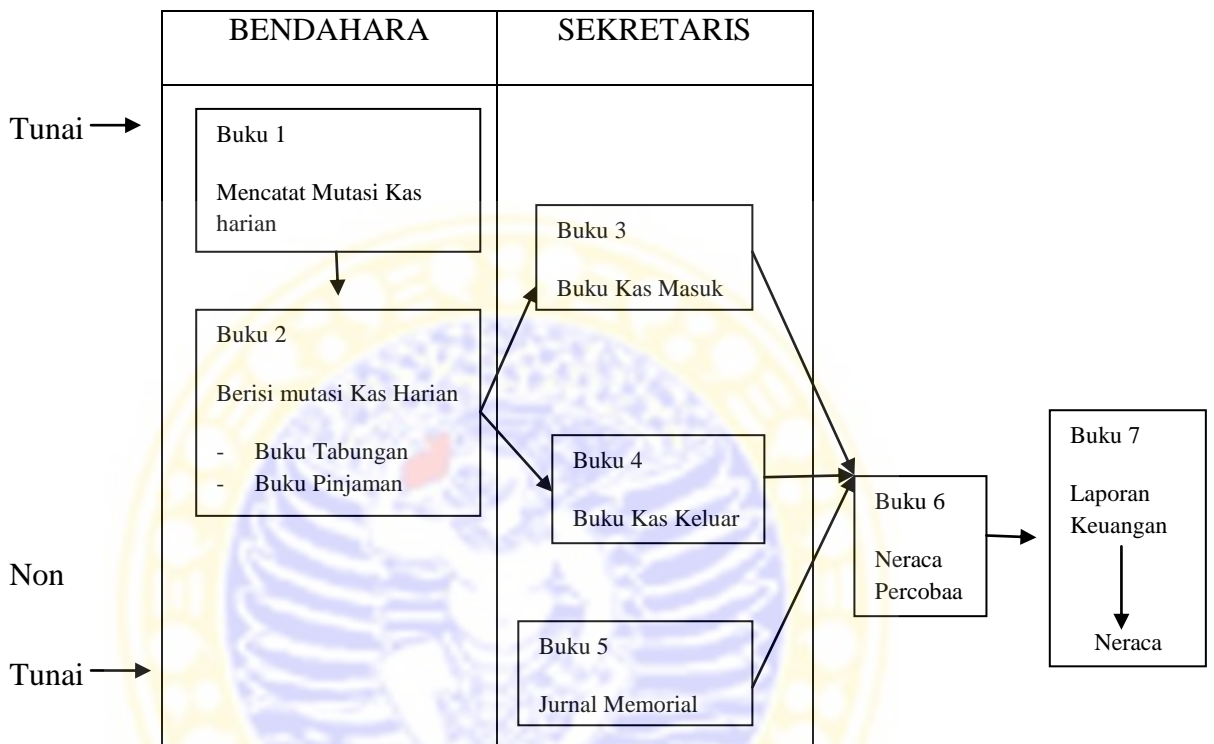 BENDAHARA
SEKRETARIS
Tunai
Buku 1
Mencatat Mutasi Kas
harian
Buku 2
Berisi mutasi Kas Harian
- Buku Tabungan
- Buku Pinjaman
Buku 3
Buku Kas Masuk
Buku 4
Buku Kas Keluar
Non
Tunai
Buku 5
Jurnal Memorial
Buku 6
Neraca
Percobaa
Buku 7
Laporan
Keuangan
Neraca